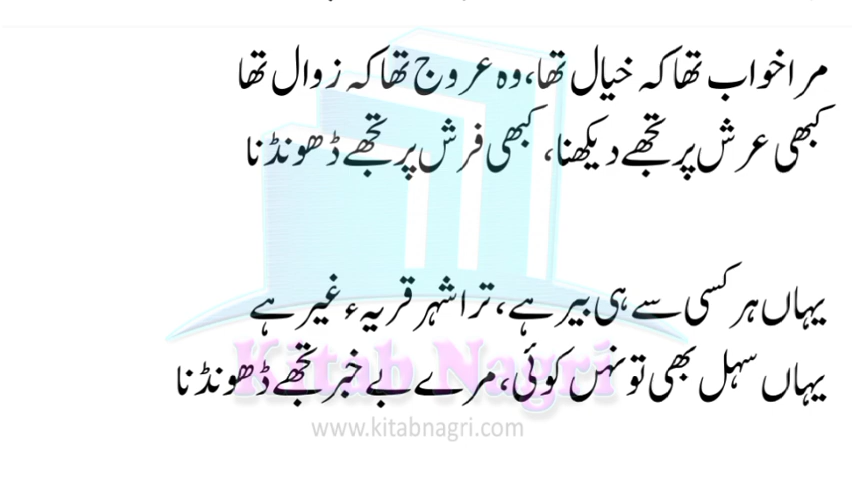 مرا خواب تھا کہ خیال تھا، وہ عروج تھا کہ زوال تھا
کبھی عرش پر تجھے دیکھنا، کبھی فرش پر تجھے ڈھونڈنا
یہاں ہر کسی سے ہی بیر ہے، ترا شہر قریہء غیر ہے
یہاں سہل بھی تو نہں کوئی، مرے بے خبر تجھے ڈھونڈنا
Kitab Nagri
www.kitabnagri.com